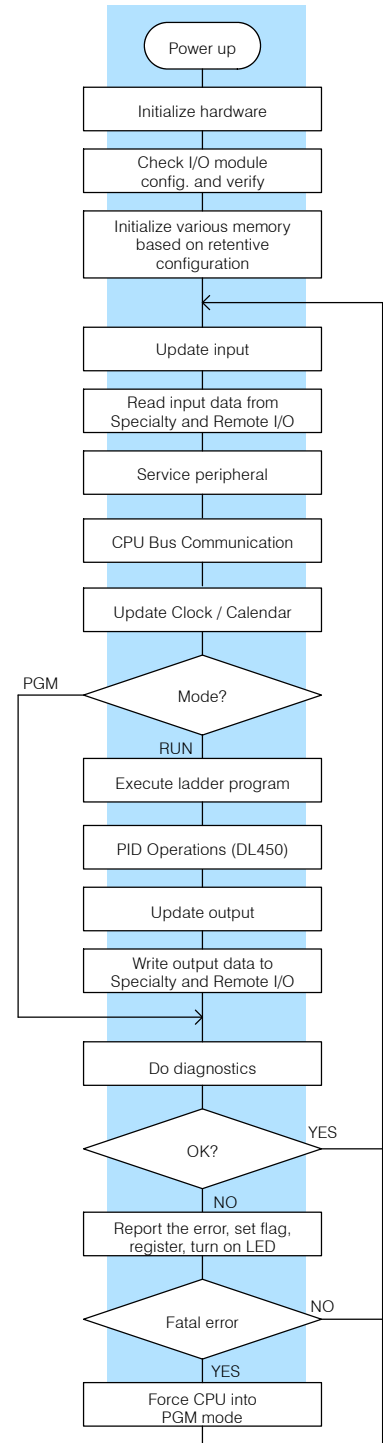 Power up
Initialize hardware
Check I/O module
config. and verify
Initialize various memory
based on retentive
configuration
Update input
Read input data from
Specialty and Remote I/O
Service peripheral
CPU Bus Communication
Update Clock / Calendar
PGM
Mode?
RUN
Execute ladder program
PID Operations (DL450)
Update output
Write output data to
Specialty and Remote I/O
Do diagnostics
YES
OK?
NO
Report the error, set flag,
register, turn on LED
NO
Fatal error
YES
Force CPU into
PGM mode